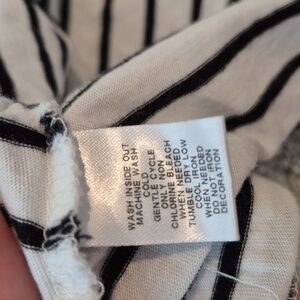 WASH INSIDE OUT
MACHINE WASH
COLD
GENTLE CYCLE
ONLY NON
CHLORINE BLEACH
WHEN NEEDED
TUMBLE DRY LOW
COOL IRON
WHEN NEEDED
DO NOT IRON
DECORATION